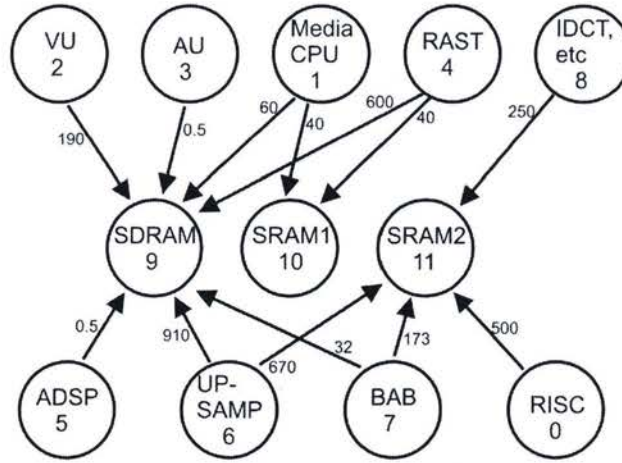 VU
2
AU
3
Media
CPU
1
RAST
4
IDCT,
etc
8
190
0.5
60
40
600
40
250
SDRAM
9
SRAM1
10
SRAM2
11
0.5
910
670
32
173
500
ADSP
5
UP-
SAMP
6
BAB
7
RISC
0